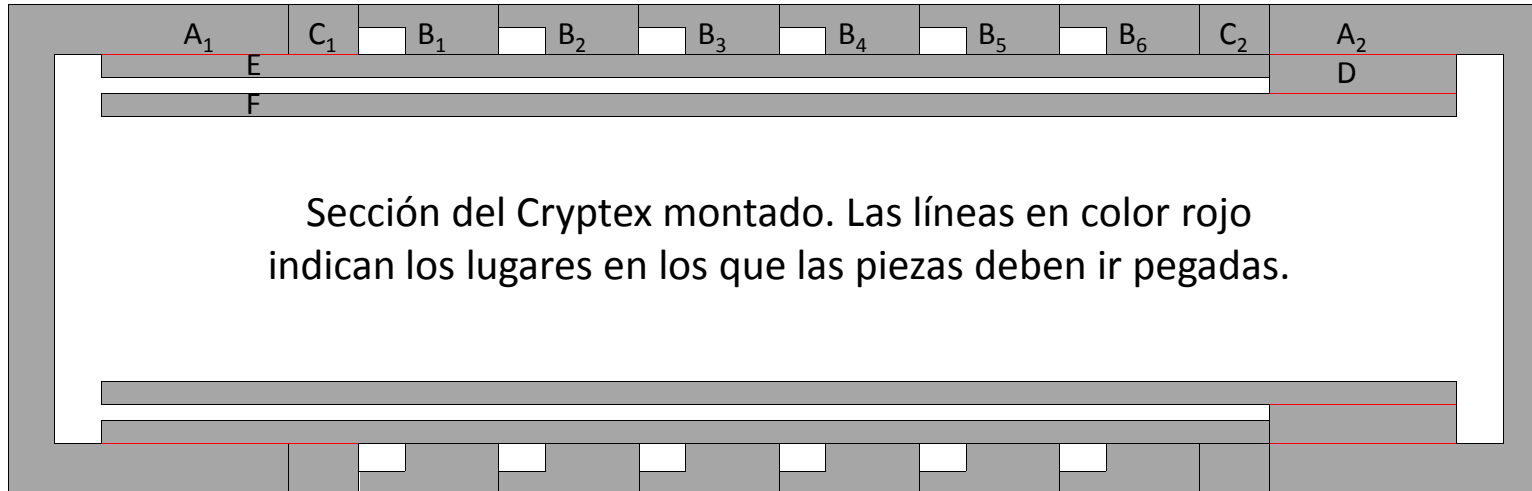 A₁ C₁ B₁ B₂ B₃ B₄ B₅ B₆ C₂ A₂
E D
F
Sección del Cryptex montado. Las líneas en color rojo
indican los lugares en los que las piezas deben ir pegadas.